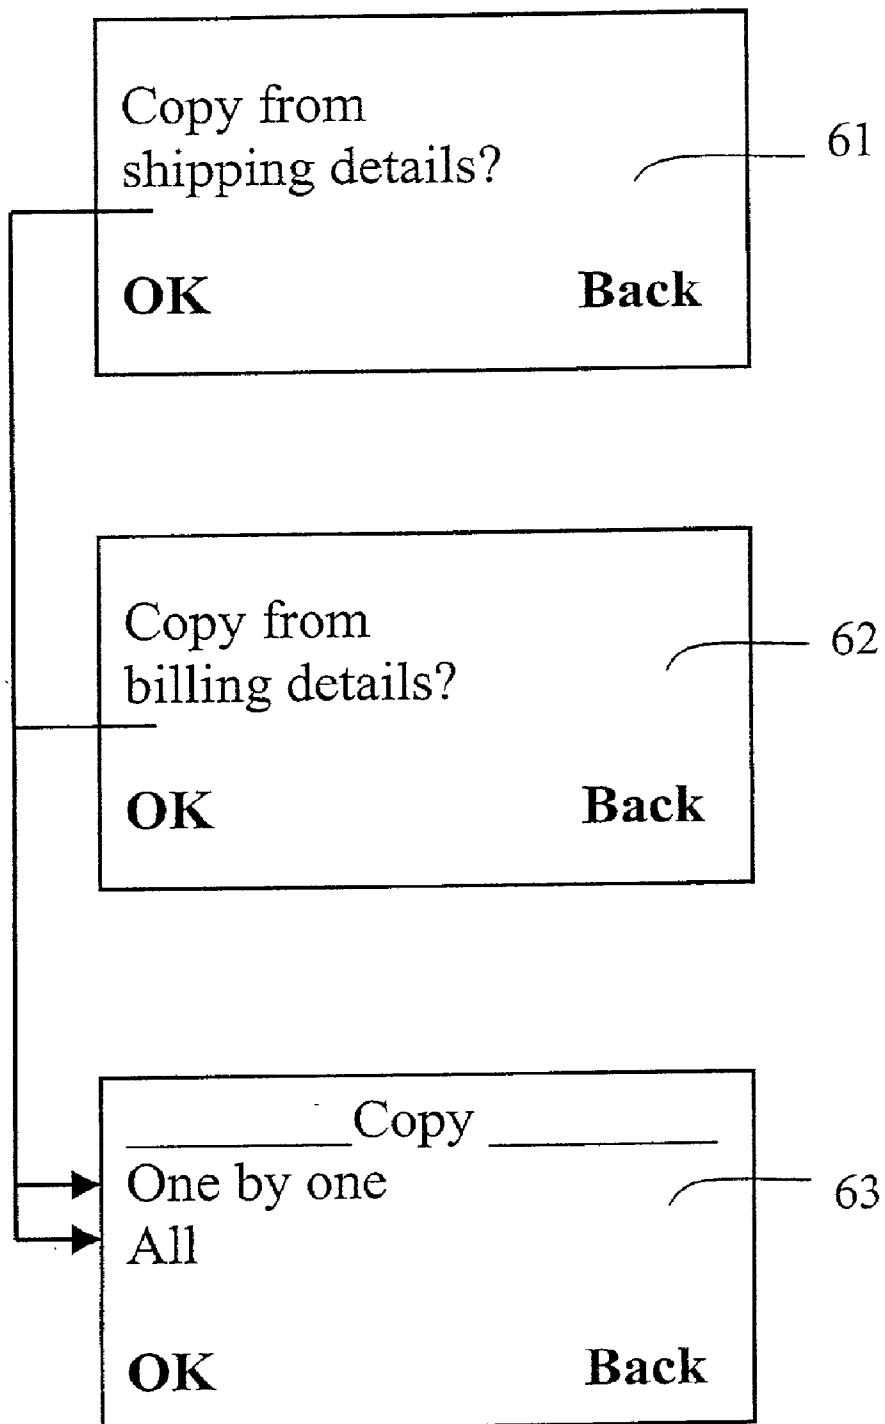 Copy from
shipping details?
61
OK Back
Copy from
billing details?
62
OK Back
Copy
One by one
63
All
OK Back